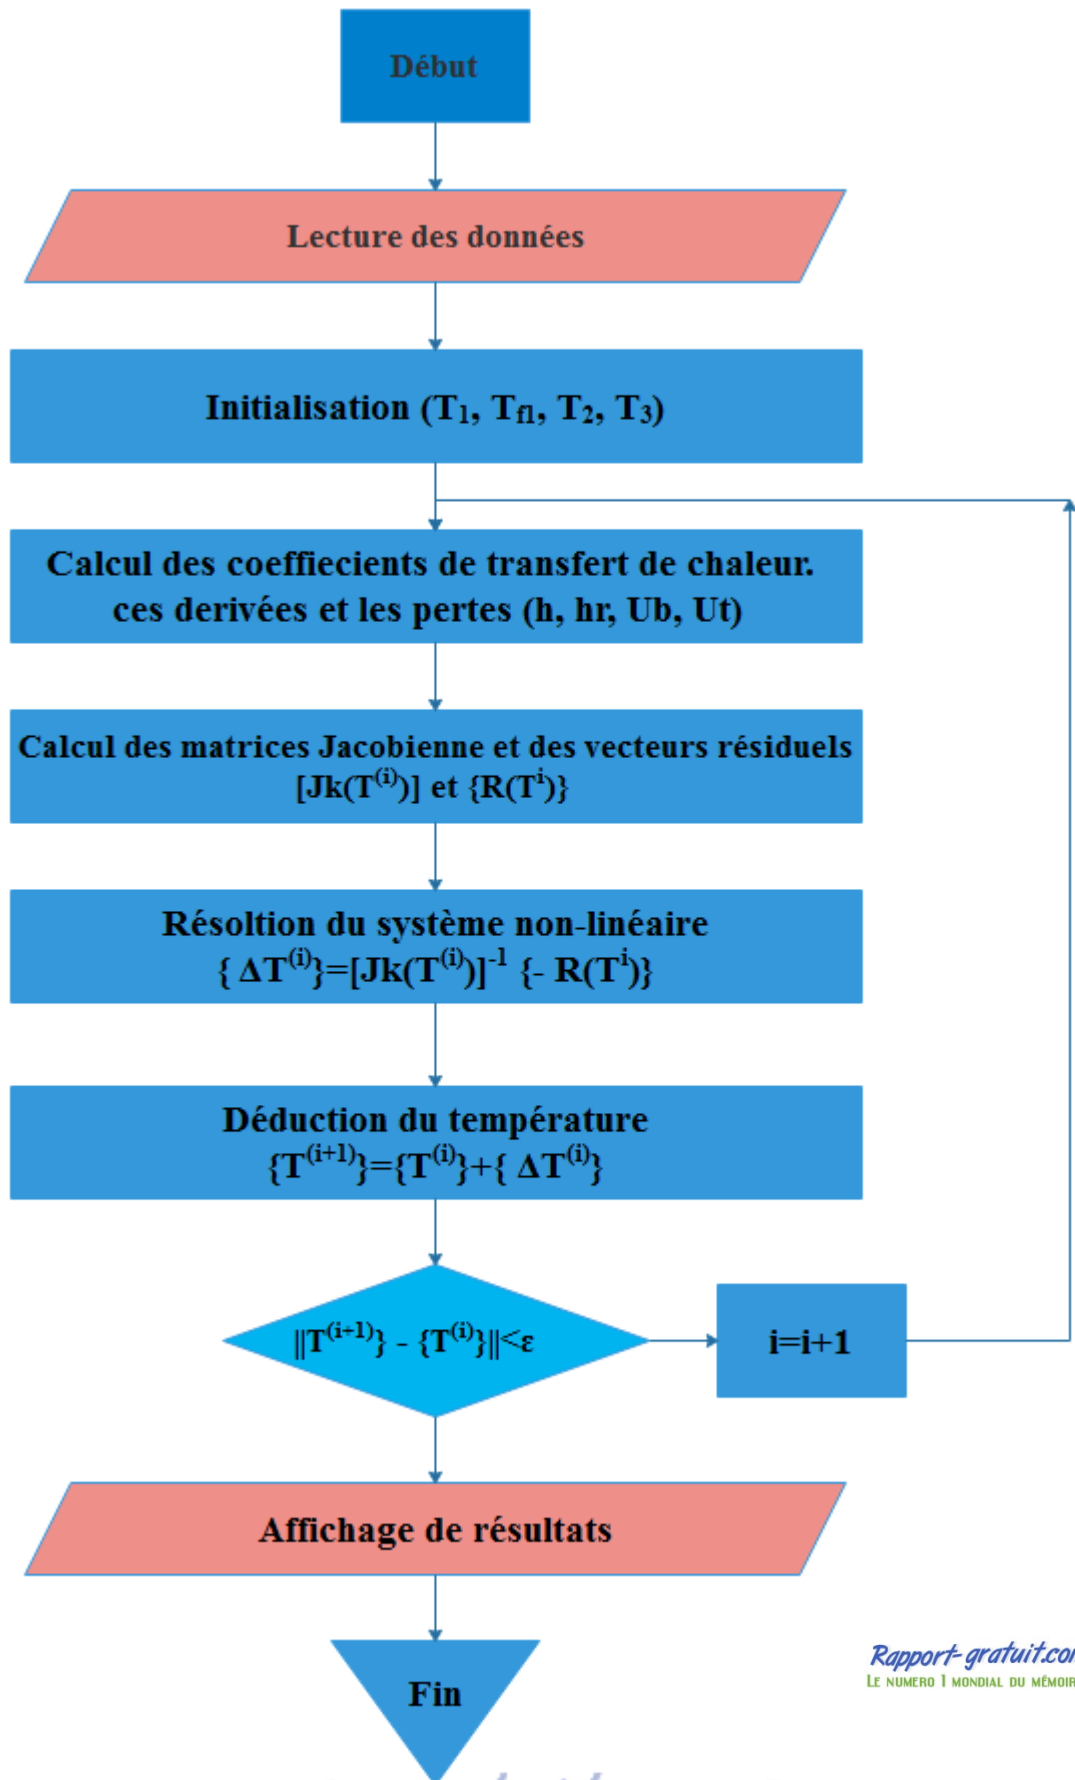 Début
Lecture des données
Initialisation (T₁, T_fl, T₂, T₃)
Calcul des coeffiecients de transfert de chaleur.
ces derivées et les pertes (h, hr, Ub, Ut)
Calcul des matrices Jacobienne et des vecteurs résiduels
[Jk(T⁽ⁱ⁾)] et {R(Tⁱ)}
Résoltion du système non-linéaire
{ ΔT⁽ⁱ⁾}=[Jk(T⁽ⁱ⁾)]⁻¹ {- R(Tⁱ)}
Déduction du température
{T⁽ⁱ⁺¹⁾}={T⁽ⁱ⁾}+{ ΔT⁽ⁱ⁾}
||T⁽ⁱ⁺¹⁾} - {T⁽ⁱ⁾}||<ε
i=i+1
Affichage de résultats
Fin
Rapport-gratuit.com
LE NUMERO 1 MONDIAL DU MÉMOIR